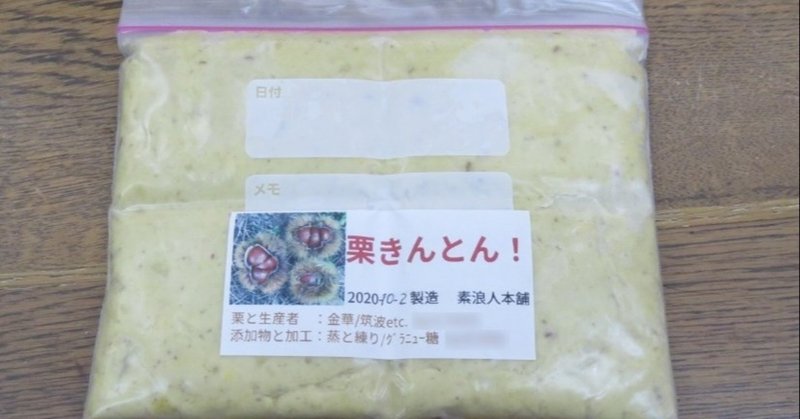 日付
メモ
栗きんとん！
2020-10-2 製造　素浪人本舗
栗と生産者　：金華/筑波etc.
添加物と加工：蒸と練り/ｸﾞﾗﾆｭｰ糖